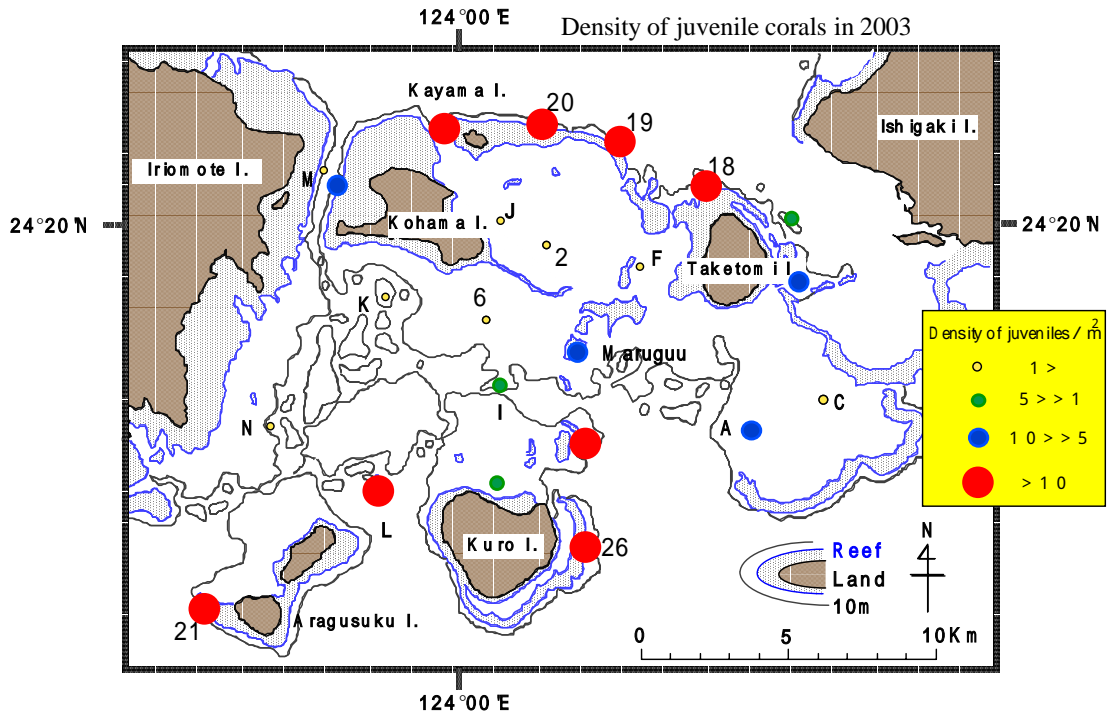 124°00'E
Density of juvenile corals in 2003
Kayama I.
20
19
Ishigaki I.
Iriomote I.
M
18
24°20'N
Kohama I.
J
24°20'N
2
F
Taketomi I
K
6
Density of juveniles/㎡
Maruguu
1 >
I
5 > > 1
N
A
C
10 > > 5
> 10
L
Kuro I.
26
N
Reef
Land
10m
21
Aragusuku I.
0 5 10Km
124°00'E